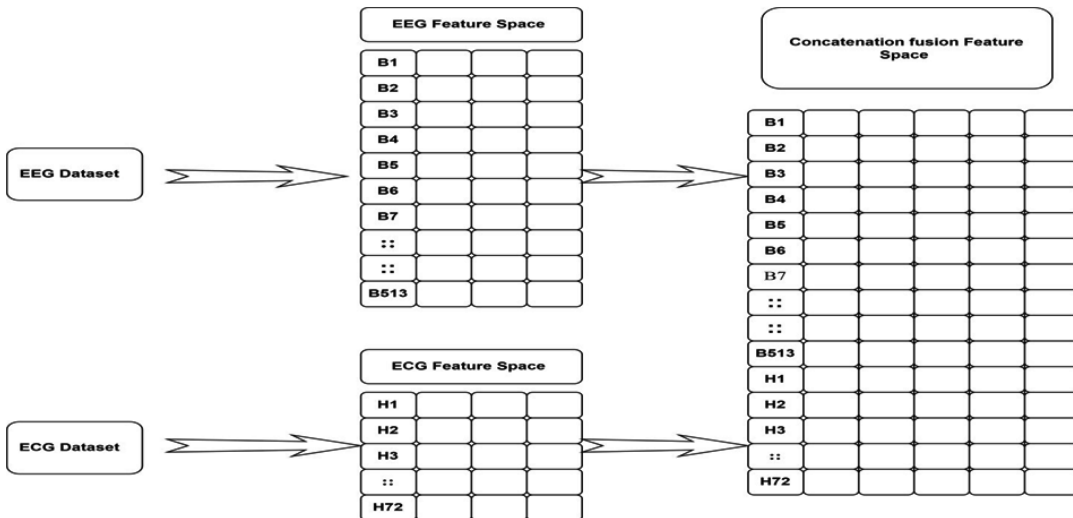 EEG Dataset
EEG Feature Space
B1
B2
B3
B4
B5
B6
B7
::
::
B513
ECG Dataset
ECG Feature Space
H1
H2
H3
::
H72
Concatenation fusion Feature
Space
B1
B2
B3
B4
B5
B6
B7
::
::
B513
H1
H2
H3
::
H72